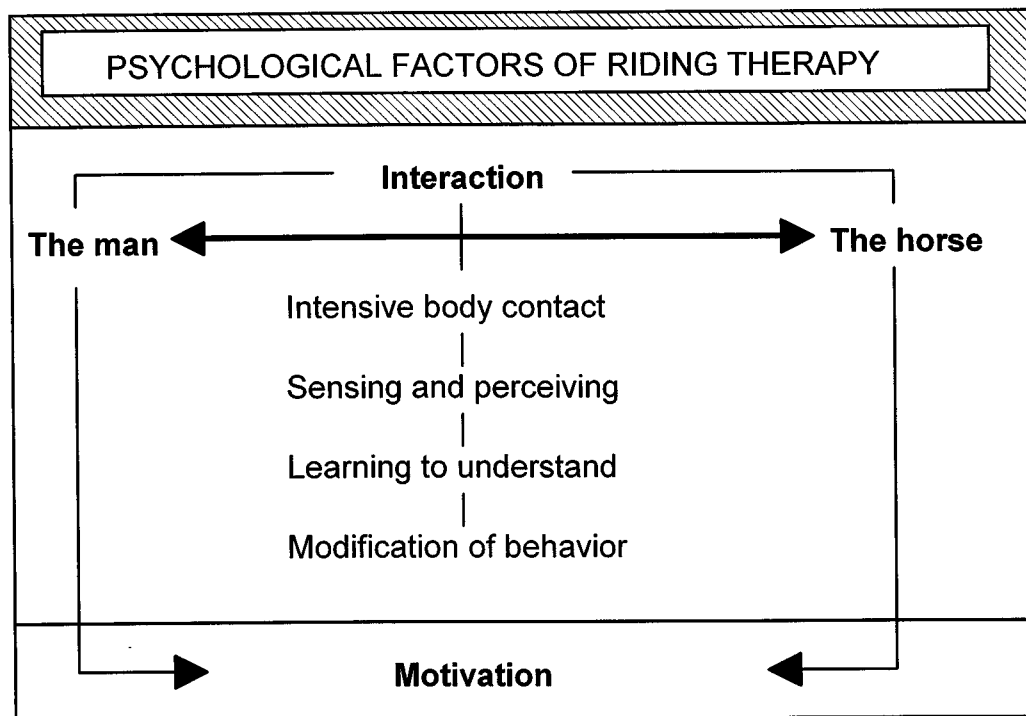 PSYCHOLOGICAL FACTORS OF RIDING THERAPY
Interaction
The man
The horse
Intensive body contact
Sensing and perceiving
Learning to understand
Modification of behavior
Motivation